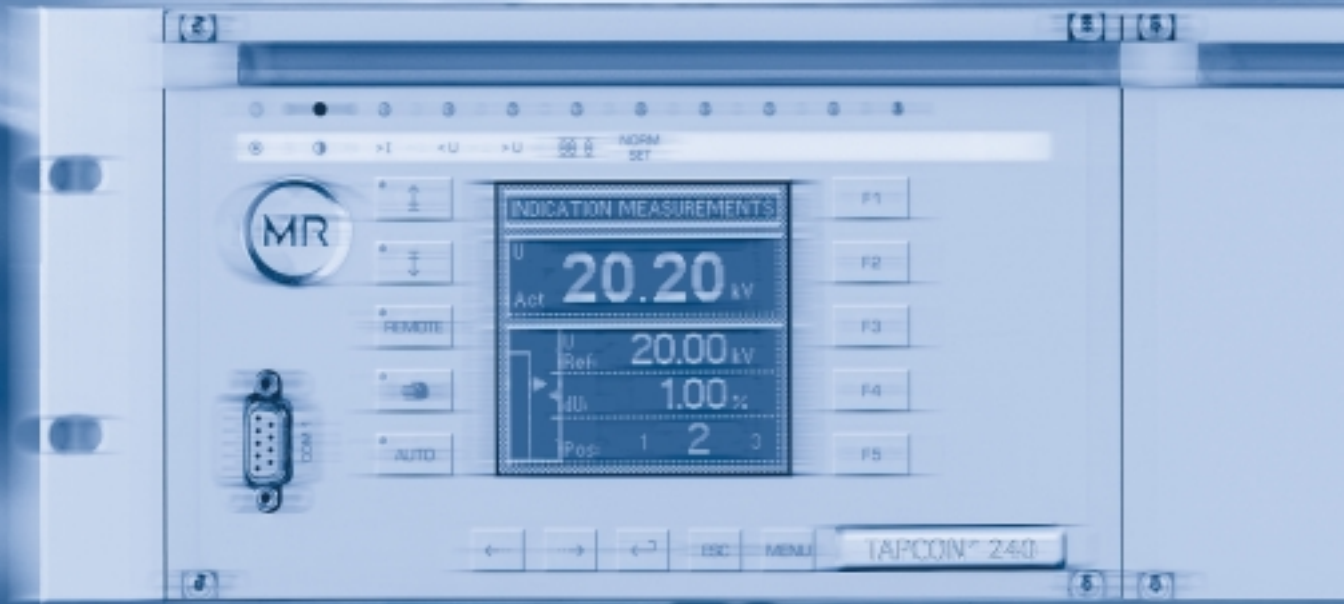 >I <U >U NORM
SET
MR
REMOTE
AUTO
COM 1
INDICATION MEASUREMENTS
U
Act 20.20 kV
U
Ref: 20.00 kV
dU: 1.00 %
Pos: 1 2 3
F1
F2
F3
F4
F5
ESC MENU TAPCON® 240